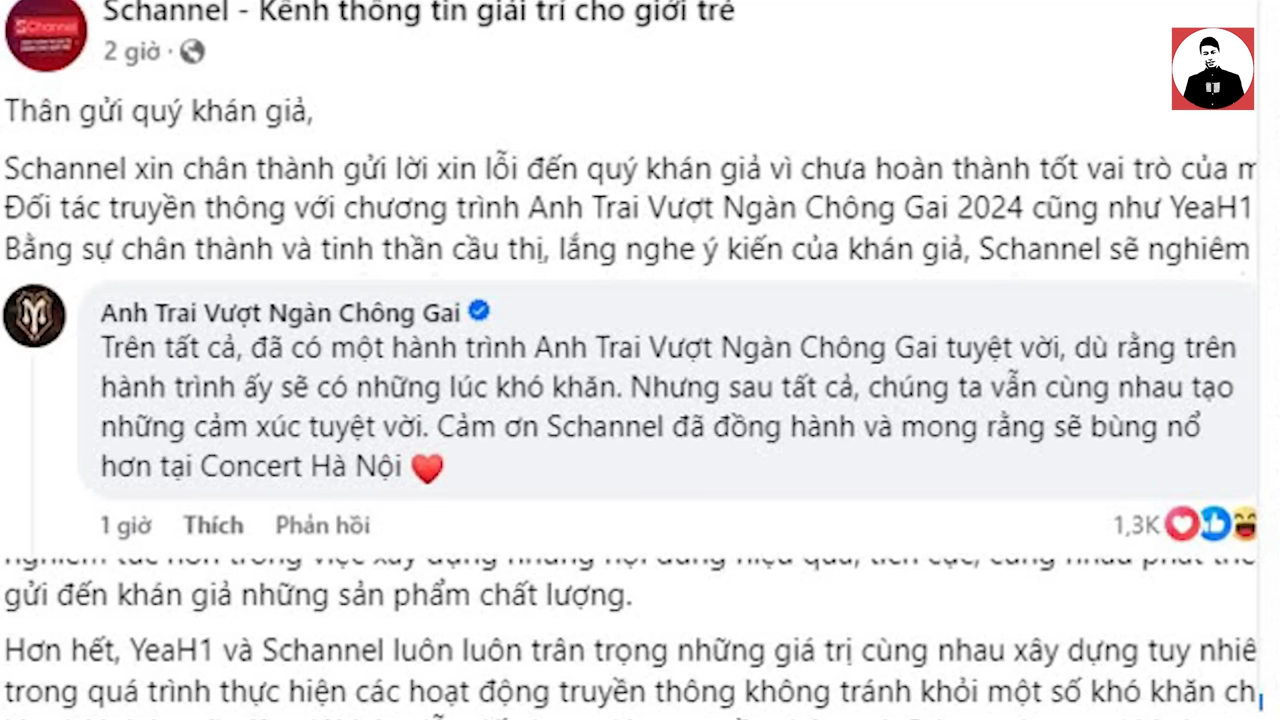 Schannel - Kênh thông tin giải trí cho giới trẻ
2 giờ ·
Thân gửi quý khán giả,
Schannel xin chân thành gửi lời xin lỗi đến quý khán giả vì chưa hoàn thành tốt vai trò của
Đối tác truyền thông với chương trình Anh Trai Vượt Ngàn Chông Gai 2024 cũng như YeaH1
Bằng sự chân thành và tinh thần cầu thị, lắng nghe ý kiến của khán giả, Schannel sẽ nghiêm
Anh Trai Vượt Ngàn Chông Gai
Trên tất cả, đã có một hành trình Anh Trai Vượt Ngàn Chông Gai tuyệt vời, dù rằng trên
hành trình ấy sẽ có những lúc khó khăn. Nhưng sau tất cả, chúng ta vẫn cùng nhau tạo
những cảm xúc tuyệt vời. Cảm ơn Schannel đã đồng hành và mong rằng sẽ bùng nổ
hơn tại Concert Hà Nội ❤️
1 giờ Thích Phản hồi 1,3K
gửi đến khán giả những sản phẩm chất lượng.
Hơn hết, YeaH1 và Schannel luôn luôn trân trọng những giá trị cùng nhau xây dựng tuy
trong quá trình thực hiện các hoạt động truyền thông không tránh khỏi một số khó khăn